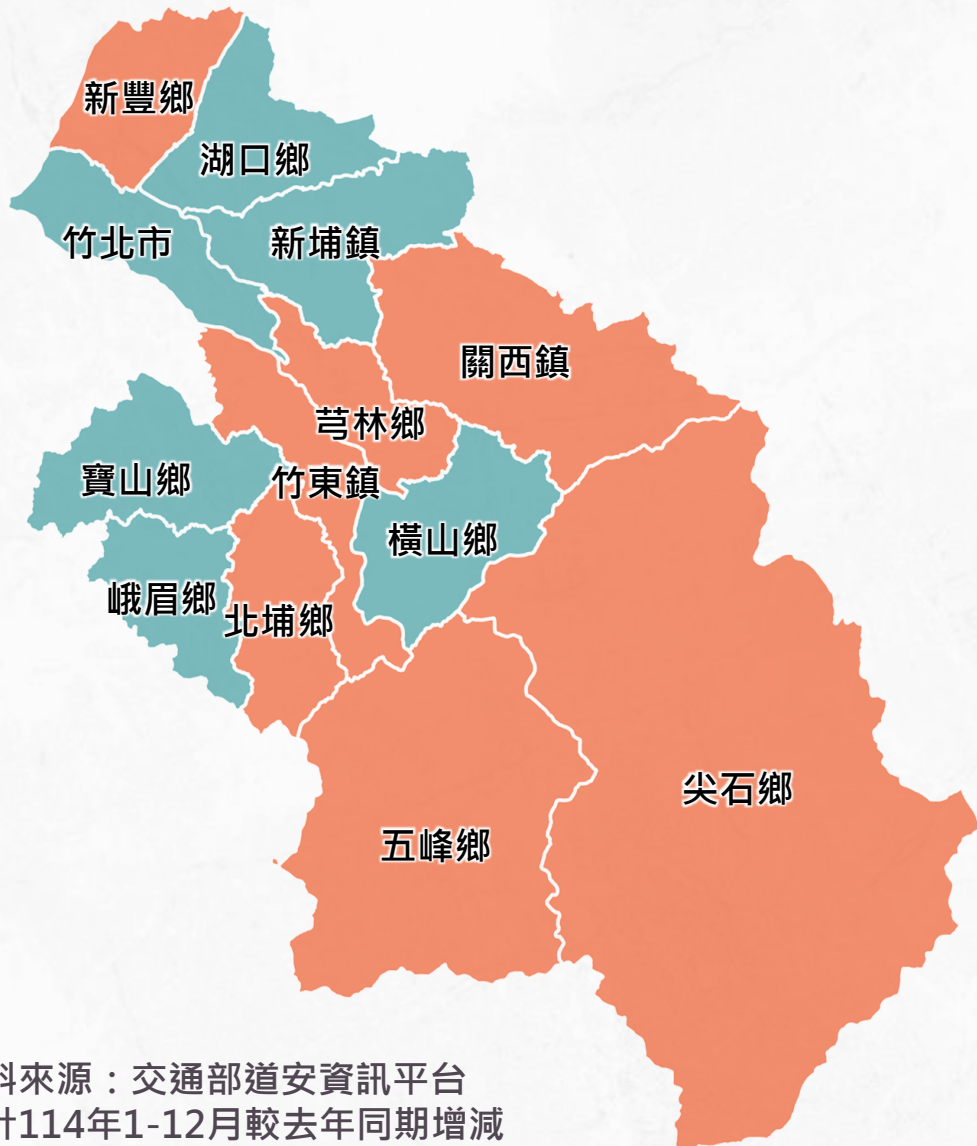 新豐鄉
湖口鄉
竹北市
新埔鎮
關西鎮
芎林鄉
寶山鄉
竹東鎮
橫山鄉
峨眉鄉
北埔鄉
尖石鄉
五峰鄉
料來源：交通部道安資訊平台
計114年1-12月較去年同期增減